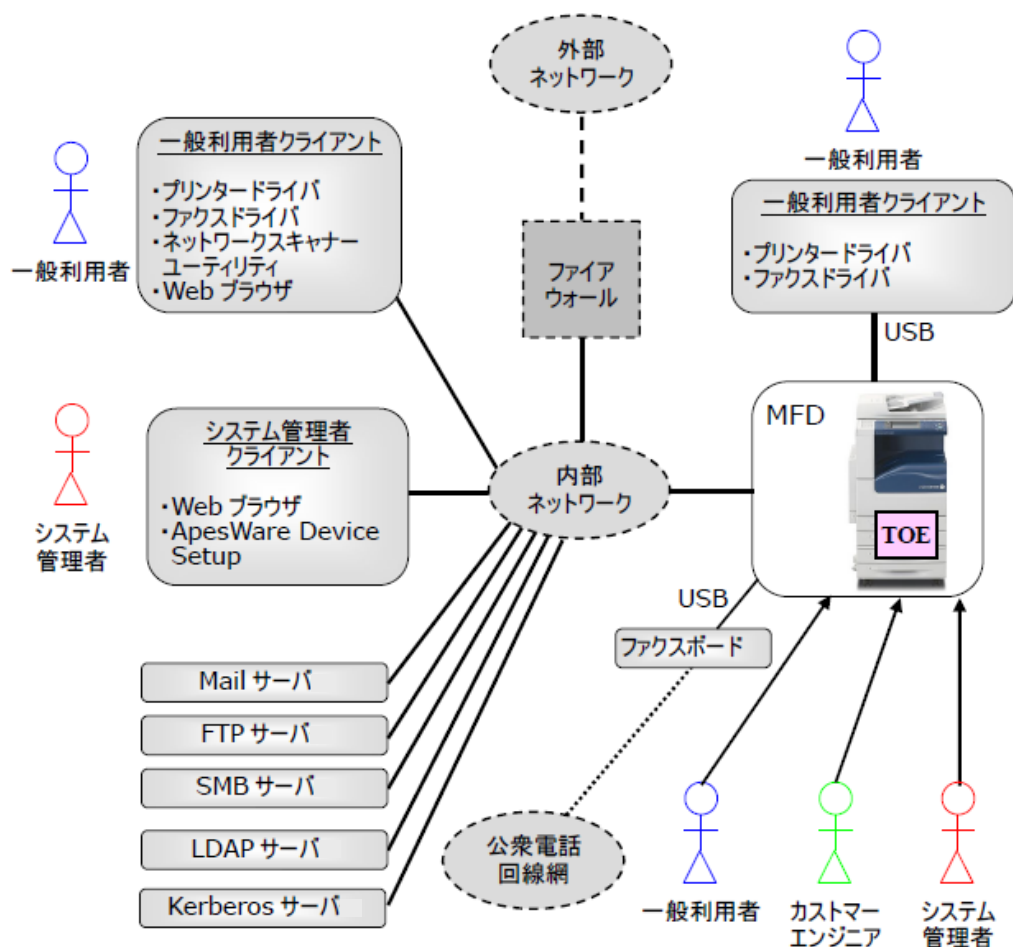 外部
ネットワーク
一般利用者
一般利用者クライアント
・プリンタードライバ
・ファクスドライバ
・ネットワークスキャナー
ユーティリティ
・Web ブラウザ
一般利用者
一般利用者クライアント
・プリンタードライバ
・ファクスドライバ
ファイア
ウォール
USB
MFD
TOE
システム管理者
クライアント
・Web ブラウザ
・ApesWare Device
Setup
システム
管理者
内部
ネットワーク
USB
ファクスボード
Mail サーバ
FTP サーバ
SMB サーバ
LDAP サーバ
Kerberos サーバ
公衆電話
回線網
一般利用者
カストマー
エンジニア
システム
管理者